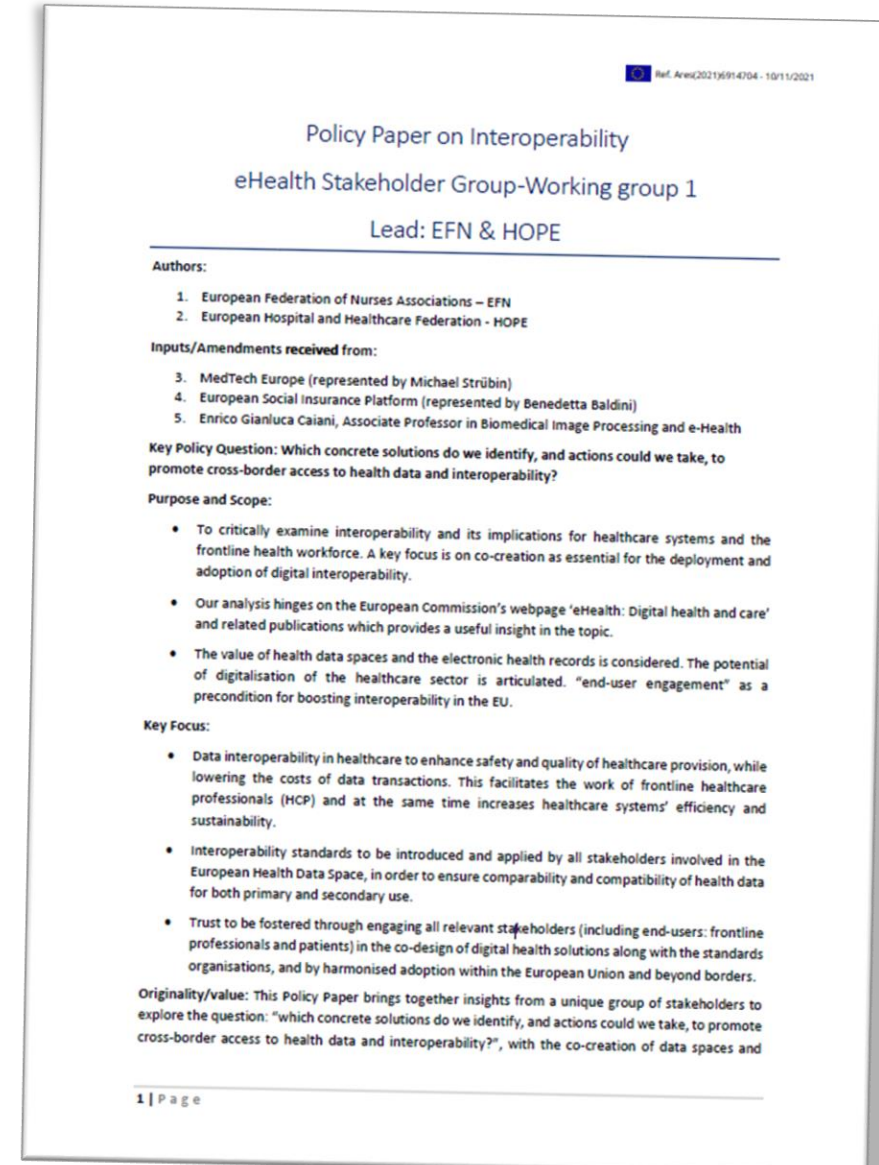 Ref. Ares(2021)6914704 - 10/11/2021
Policy Paper on Interoperability
eHealth Stakeholder Group-Working group 1
Lead: EFN & HOPE
Authors:
1. European Federation of Nurses Associations – EFN
2. European Hospital and Healthcare Federation - HOPE
Inputs/Amendments received from:
3. MedTech Europe (represented by Michael Strübin)
4. European Social Insurance Platform (represented by Benedetta Baldini)
5. Enrico Gianluca Caiani, Associate Professor in Biomedical Image Processing and e-Health
Key Policy Question: Which concrete solutions do we identify, and actions could we take, to
promote cross-border access to health data and interoperability?
Purpose and Scope:
• To critically examine interoperability and its implications for healthcare systems and the
frontline health workforce. A key focus is on co-creation as essential for the deployment and
adoption of digital interoperability.
• Our analysis hinges on the European Commission's webpage 'eHealth: Digital health and care'
and related publications which provides a useful insight in the topic.
• The value of health data spaces and the electronic health records is considered. The potential
of digitalisation of the healthcare sector is articulated. "end-user engagement" as a
precondition for boosting interoperability in the EU.
Key Focus:
• Data interoperability in healthcare to enhance safety and quality of healthcare provision, while
lowering the costs of data transactions. This facilitates the work of frontline healthcare
professionals (HCP) and at the same time increases healthcare systems' efficiency and
sustainability.
• Interoperability standards to be introduced and applied by all stakeholders involved in the
European Health Data Space, in order to ensure comparability and compatibility of health data
for both primary and secondary use.
• Trust to be fostered through engaging all relevant stakeholders (including end-users: frontline
professionals and patients) in the co-design of digital health solutions along with the standards
organisations, and by harmonised adoption within the European Union and beyond borders.
Originality/value: This Policy Paper brings together insights from a unique group of stakeholders to
explore the question: "which concrete solutions do we identify, and actions could we take, to promote
cross-border access to health data and interoperability?", with the co-creation of data spaces and
1 | Page